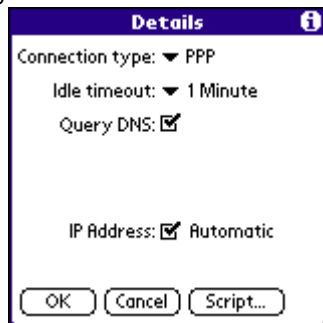 Details
Connection type: PPP
Idle timeout: 1 Minute
Query DNS:
IP Address: Automatic
OK Cancel Script...